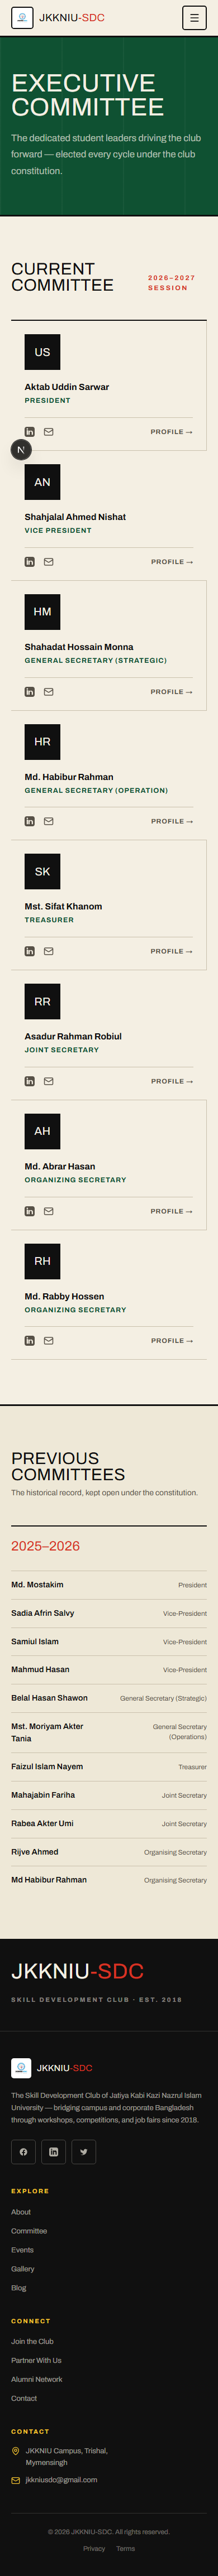 JKKNIU-SDC
EXECUTIVE
COMMITTEE
The dedicated student leaders driving the club
forward — elected every cycle under the club
constitution.
CURRENT
COMMITTEE
2026–2027
SESSION
US
Aktab Uddin Sarwar
PRESIDENT
PROFILE →
N
AN
Shahjalal Ahmed Nishat
VICE PRESIDENT
PROFILE →
HM
Shahadat Hossain Monna
GENERAL SECRETARY (STRATEGIC)
PROFILE →
HR
Md. Habibur Rahman
GENERAL SECRETARY (OPERATION)
PROFILE →
SK
Mst. Sifat Khanom
TREASURER
PROFILE →
RR
Asadur Rahman Robiul
JOINT SECRETARY
PROFILE →
AH
Md. Abrar Hasan
ORGANIZING SECRETARY
PROFILE →
RH
Md. Rabby Hossen
ORGANIZING SECRETARY
PROFILE →
PREVIOUS
COMMITTEES
The historical record, kept open under the constitution.
2025–2026
Md. Mostakim President
Sadia Afrin Salvy Vice-President
Samiul Islam Vice-President
Mahmud Hasan Vice-President
Belal Hasan Shawon General Secretary (Strategic)
Mst. Moriyam Akter General Secretary
Tania (Operations)
Faizul Islam Nayem Treasurer
Mahajabin Fariha Joint Secretary
Rabea Akter Umi Joint Secretary
Rijve Ahmed Organising Secretary
Md Habibur Rahman Organising Secretary
JKKNIU-SDC
SKILL DEVELOPMENT CLUB · EST. 2018
JKKNIU-SDC
The Skill Development Club of Jatiya Kabi Kazi Nazrul Islam
University — bridging campus and corporate Bangladesh
through workshops, competitions, and job fairs since 2018.
EXPLORE
About
Committee
Events
Gallery
Blog
CONNECT
Join the Club
Partner With Us
Alumni Network
Contact
CONTACT
JKKNIU Campus, Trishal,
Mymensingh
jkkniusdc@gmail.com
© 2026 JKKNIU-SDC. All rights reserved.
Privacy Terms